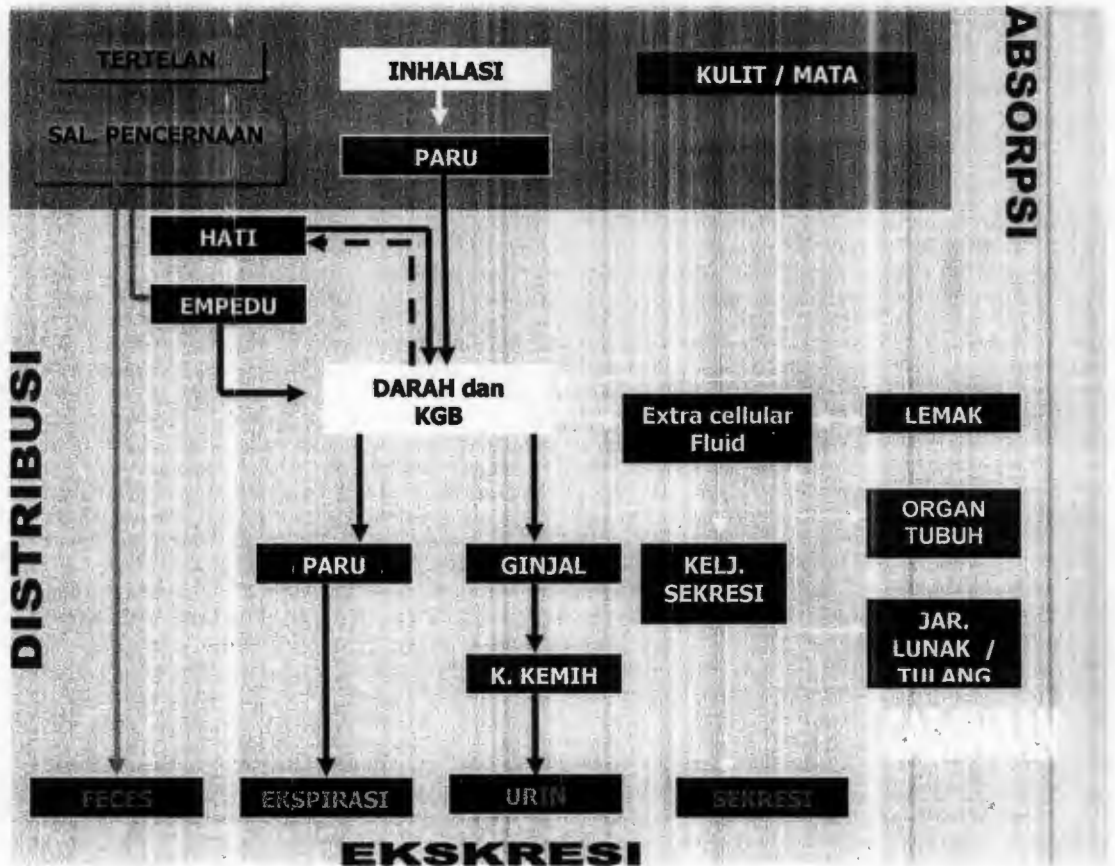 TERTELAN
INHALASI
KULIT / MATA
ABSORPSI
SAL. PENCERNAAN
PARU
HATI
EMPEDU
DISTRIBUSI
DARAH dan
KGB
Extra cellular
Fluid
LEMAK
ORGAN
TUBUH
PARU
GINJAL
KELJ.
SEKRESI
JAR.
LUNAK /
TULANG
K. KEMIH
FECES
EKSPIRASI
URIN
SEKRESI
EKSKRESI